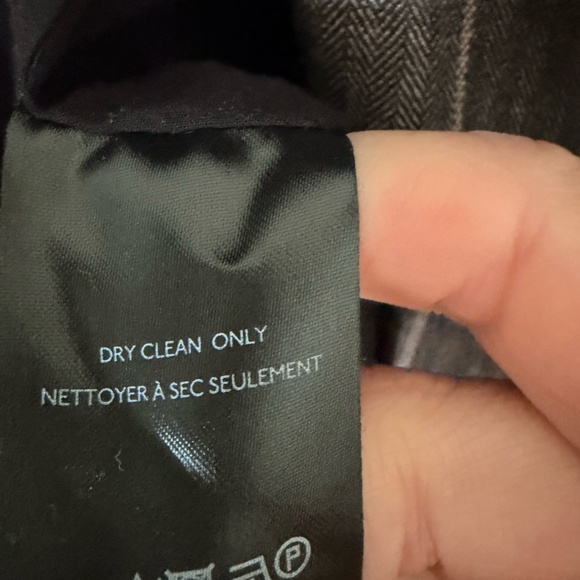 DRY CLEAN ONLY
NETTOYER À SEC SEULEMENT
P